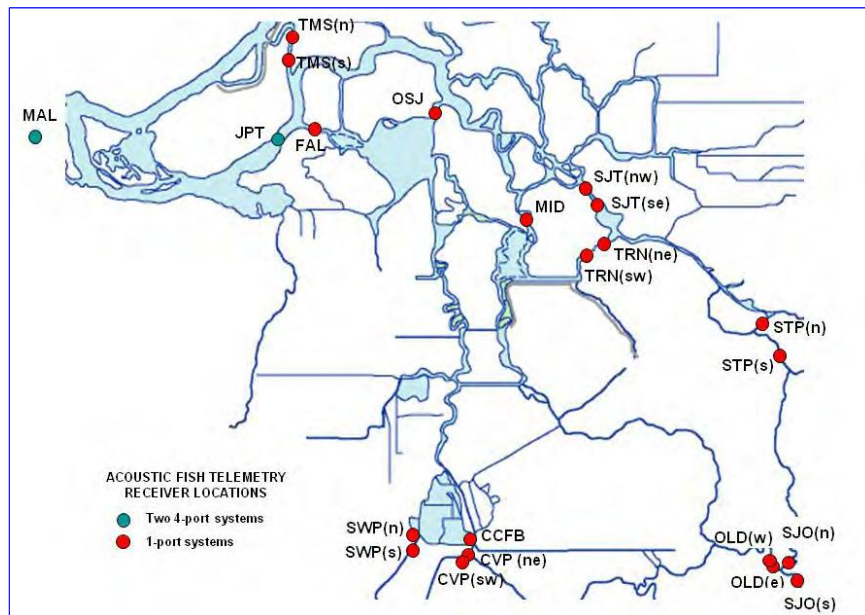 TMS(n)
TMS(s)
MAL
OSJ
JPT
FAL
SJT(nw)
SJT(se)
MID
TRN(ne)
TRN(sw)
STP(n)
STP(s)
ACOUSTIC FISH TELEMETRY
RECEIVER LOCATIONS
Two 4-port systems
1-port systems
SWP(n)
SWP(s)
CCFB
CVP (ne)
CVP(sw)
OLD(w)
SJO(n)
OLD(e)
SJO(s)